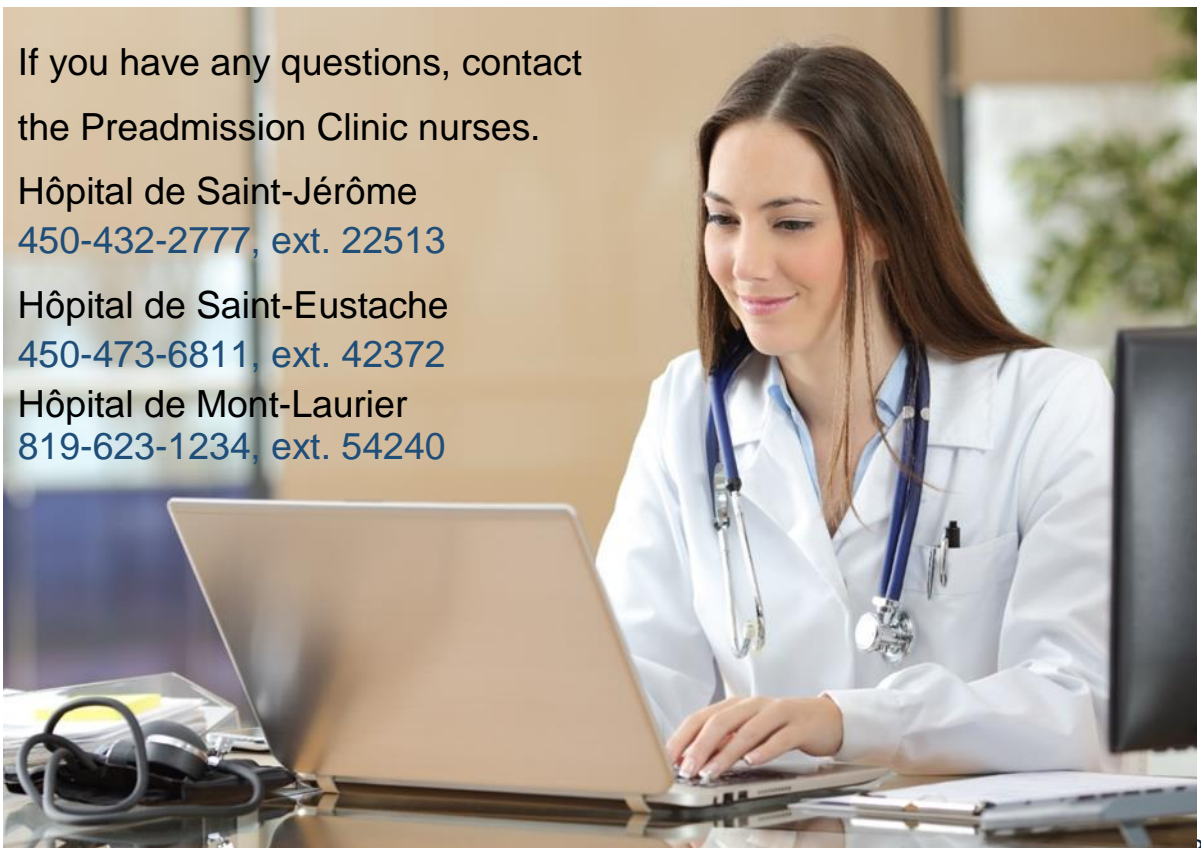 If you have any questions, contact
the Preadmission Clinic nurses.
Hôpital de Saint-Jérôme
450-432-2777, ext. 22513
Hôpital de Saint-Eustache
450-473-6811, ext. 42372
Hôpital de Mont-Laurier
819-623-1234, ext. 54240